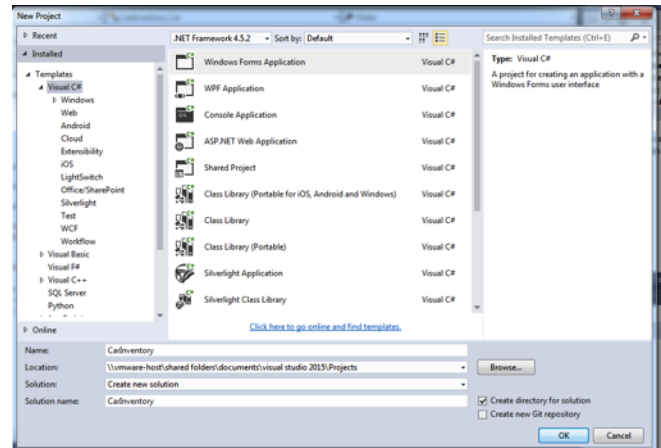 New Project
Recent
.NET Framework 4.5.2
Sort by: Default
Search Installed Templates (Ctrl+E)
Installed
Templates
Visual C#
Windows
Web
Android
Cloud
Extensibility
iOS
LightSwitch
Office/SharePoint
Silverlight
Test
WCF
Workflow
Visual Basic
Visual F#
Visual C++
SQL Server
Python
Online
Windows Forms Application Visual C#
WPF Application Visual C#
Console Application Visual C#
ASP.NET Web Application Visual C#
Shared Project Visual C#
Class Library (Portable for iOS, Android and Windows) Visual C#
Class Library Visual C#
Class Library (Portable) Visual C#
Silverlight Application Visual C#
Silverlight Class Library Visual C#
Click here to go online and find templates.
Type: Visual C#
A project for creating an application with a
Windows Forms user interface
Name: CarInventory
Location: \\vmware-host\shared folders\documents\visual studio 2015\Projects
Browse...
Solution: Create new solution
Solution name: CarInventory
Create directory for solution
Create new Git repository
OK Cancel